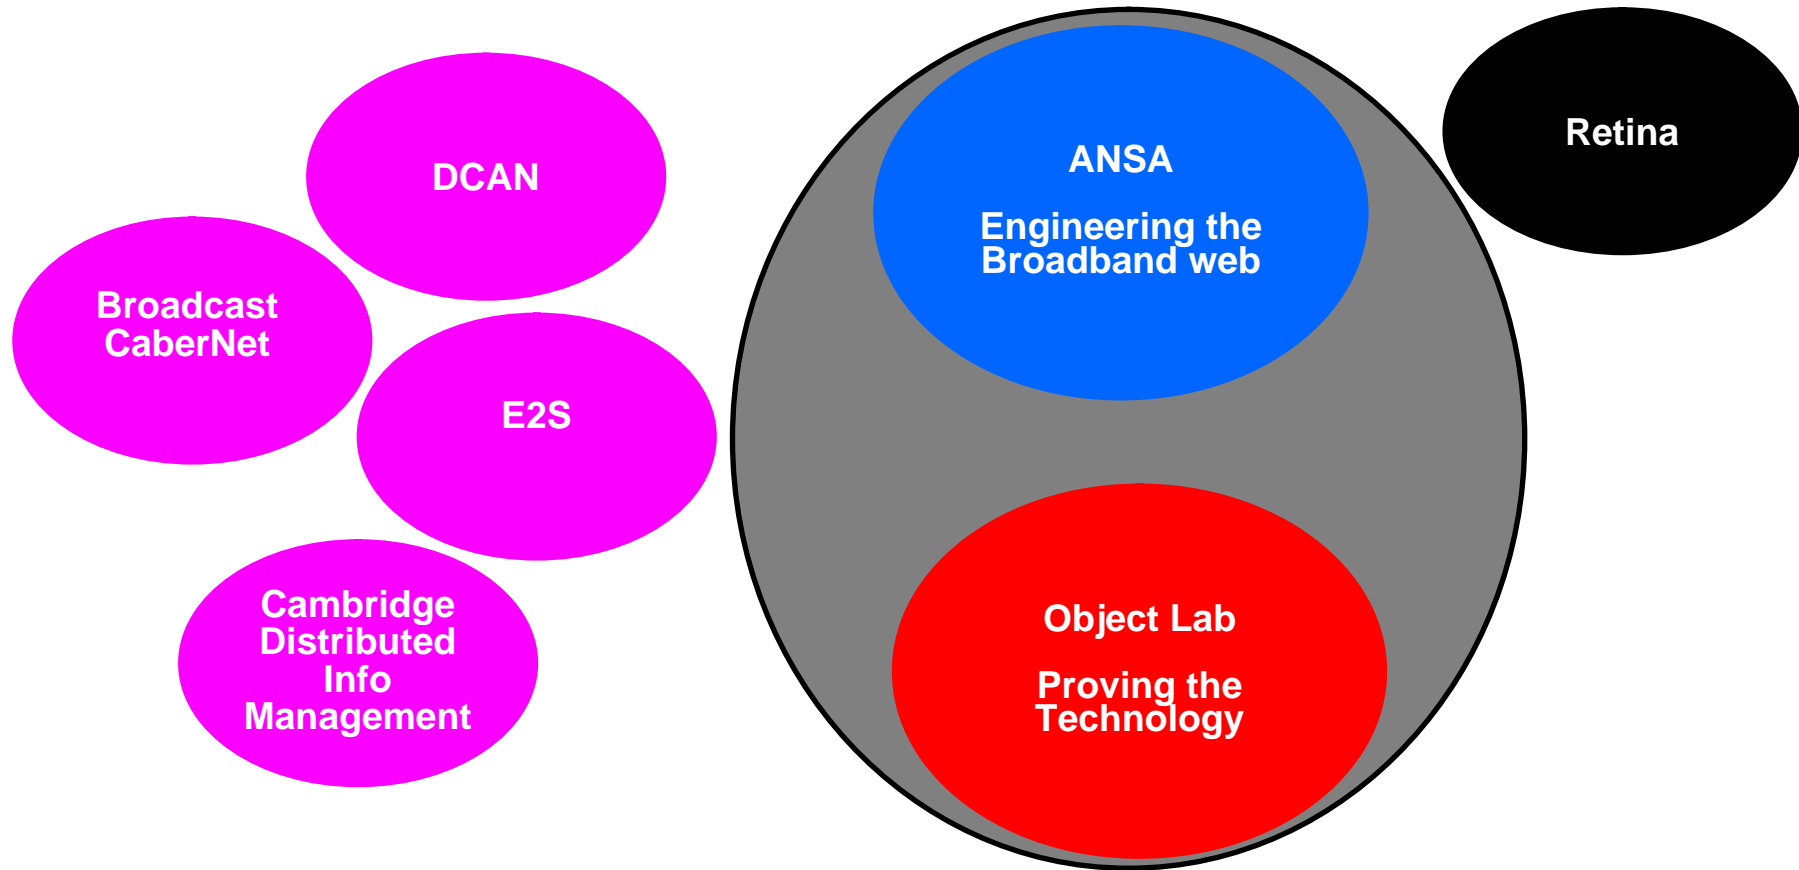 DCAN
Broadcast
CaberNet
E2S
Cambridge
Distributed
Info
Management
ANSA
Engineering the
Broadband web
Object Lab
Proving the
Technology
Retina